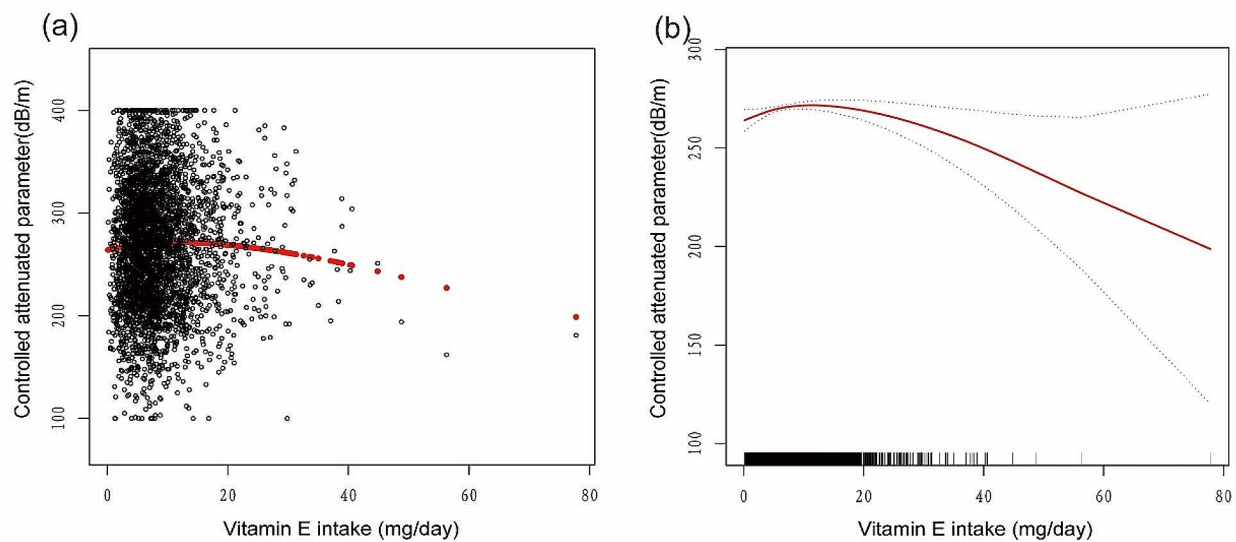 (a)
Controlled attenuated parameter(dB/m)
400
300
200
100
0 20 40 60 80
Vitamin E intake (mg/day)
(b)
Controlled attenuated parameter(dB/m)
300
250
200
150
100
0 20 40 60 80
Vitamin E intake (mg/day)